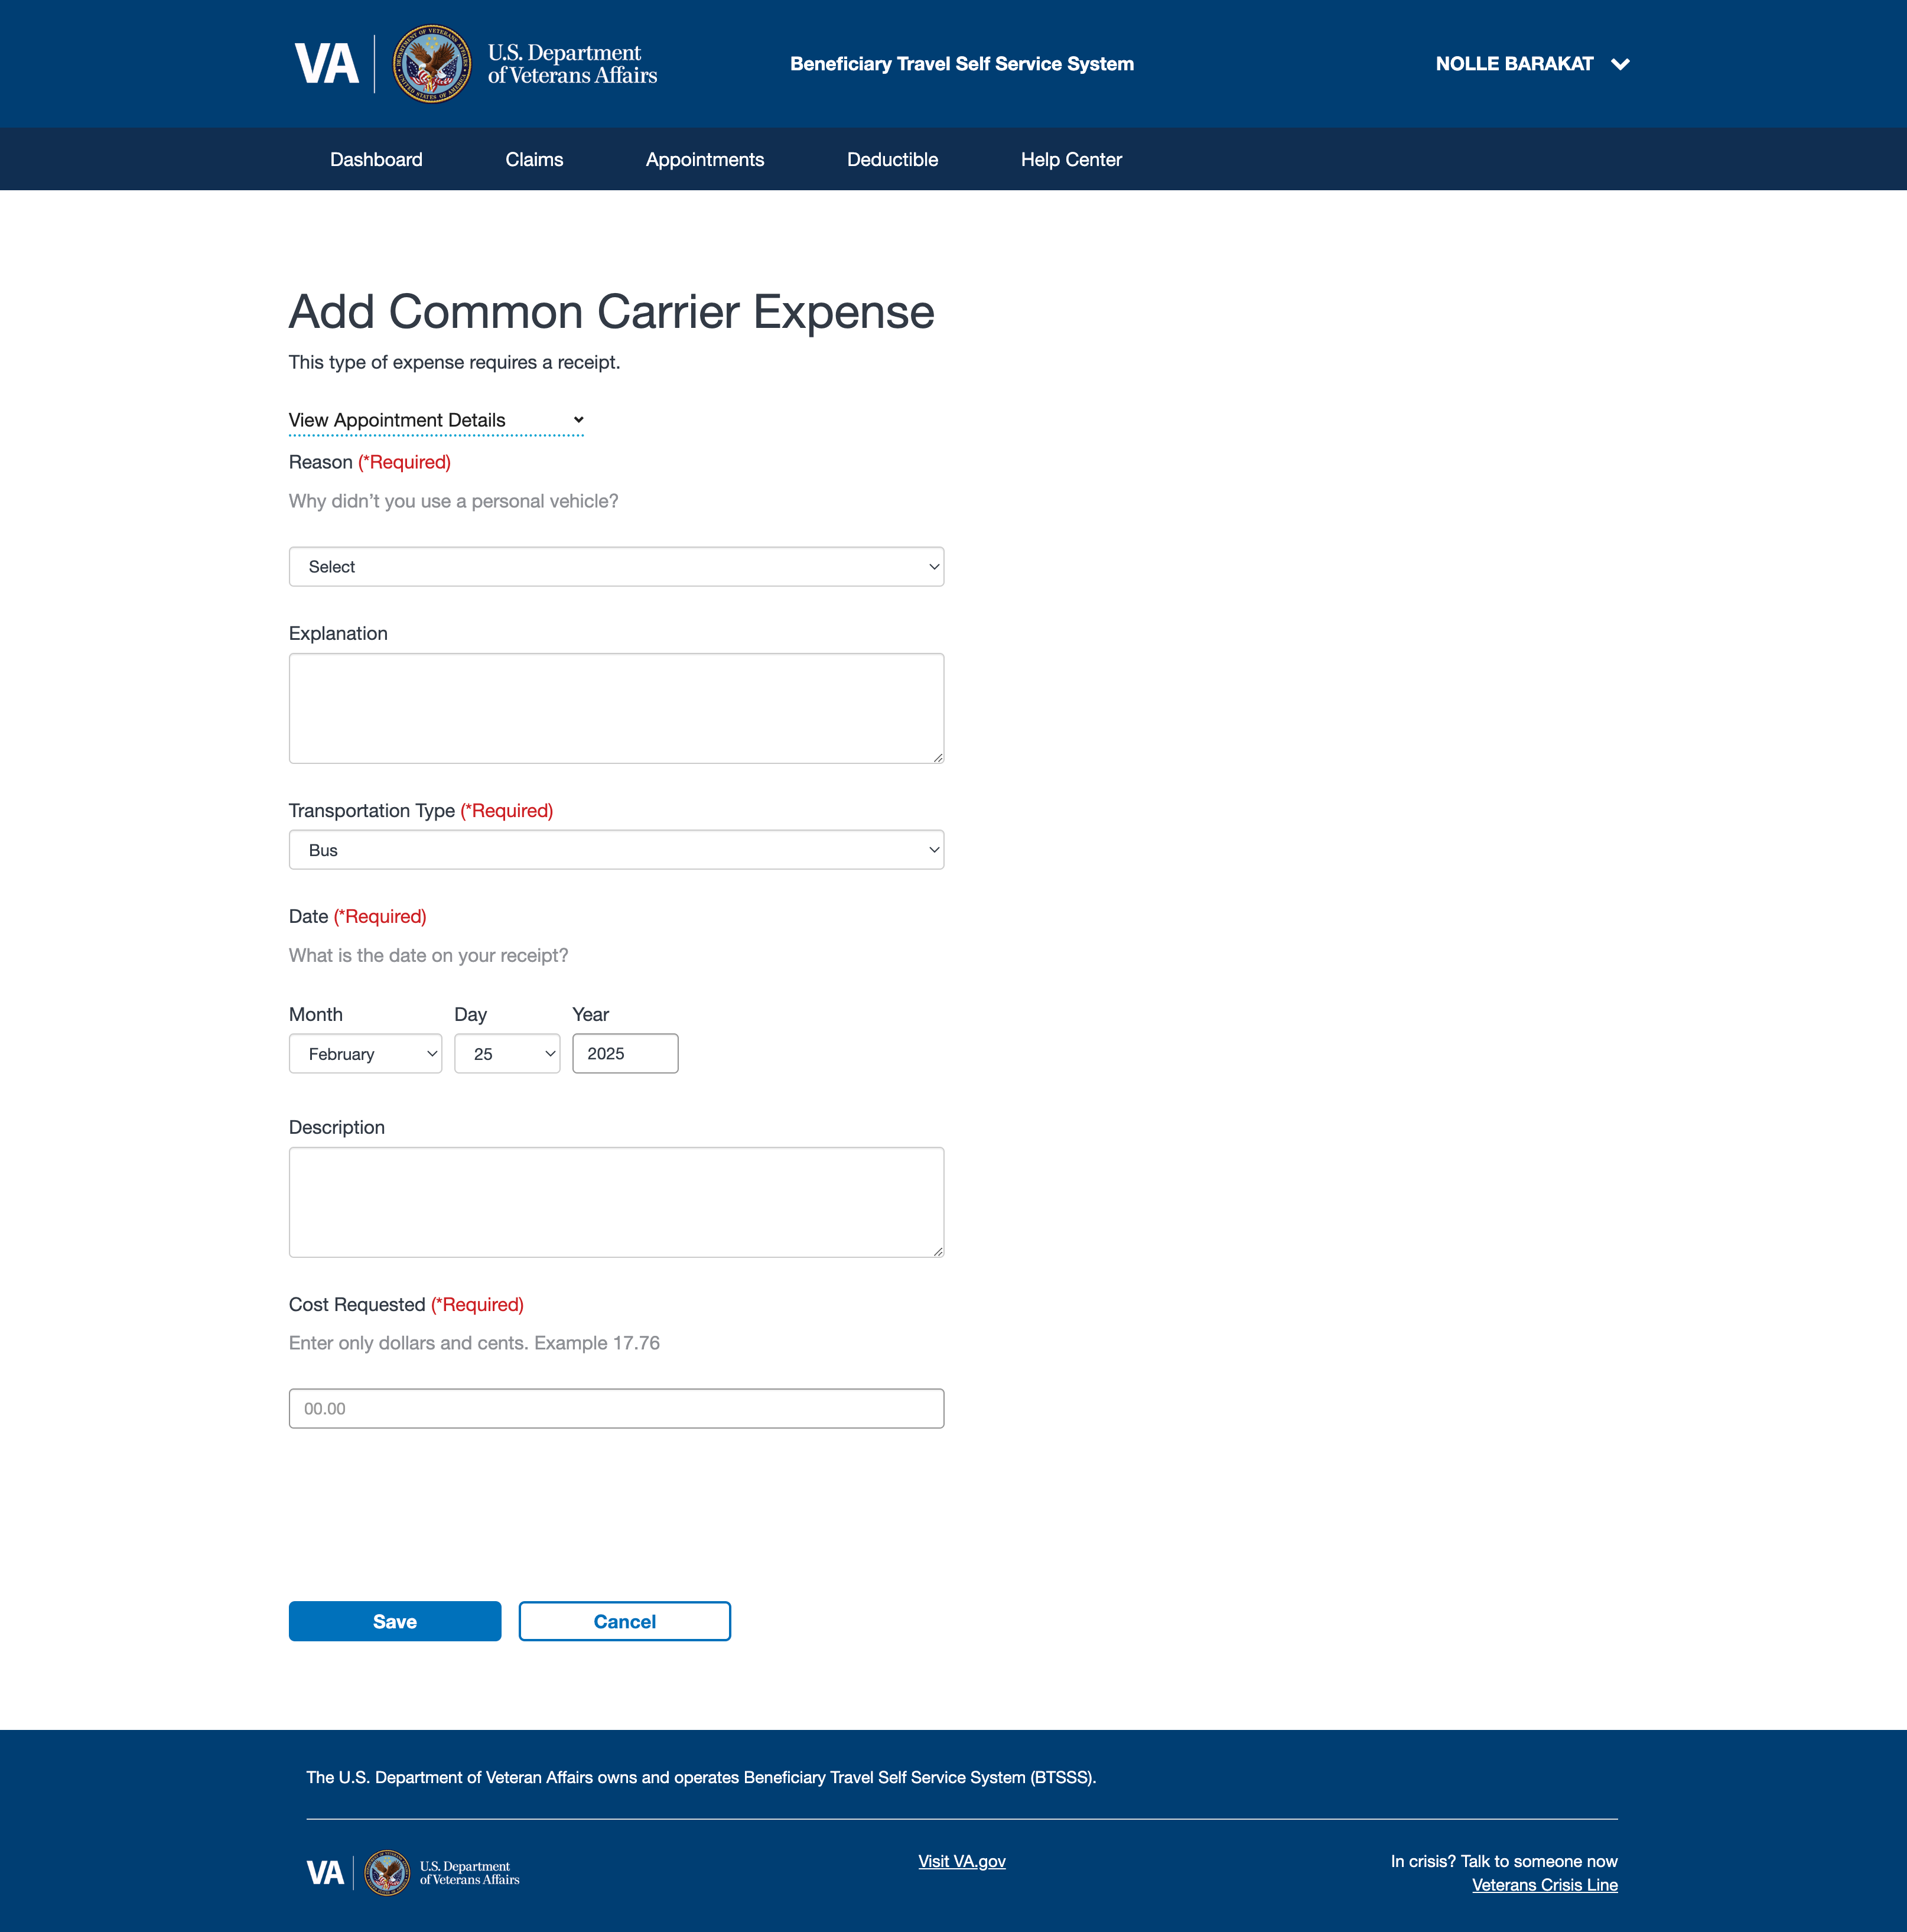 VA
U.S. Department
of Veterans Affairs
Beneficiary Travel Self Service System
NOLLE BARAKAT
Dashboard
Claims
Appointments
Deductible
Help Center
Add Common Carrier Expense
This type of expense requires a receipt.
View Appointment Details
Reason (*Required)
Why didn’t you use a personal vehicle?
Select
Explanation
Transportation Type (*Required)
Bus
Date (*Required)
What is the date on your receipt?
Month
Day
Year
February
25
2025
Description
Cost Requested (*Required)
Enter only dollars and cents. Example 17.76
00.00
Save
Cancel
The U.S. Department of Veteran Affairs owns and operates Beneficiary Travel Self Service System (BTSSS).
VA
U.S. Department
of Veterans Affairs
Visit VA.gov
In crisis? Talk to someone now
Veterans Crisis Line